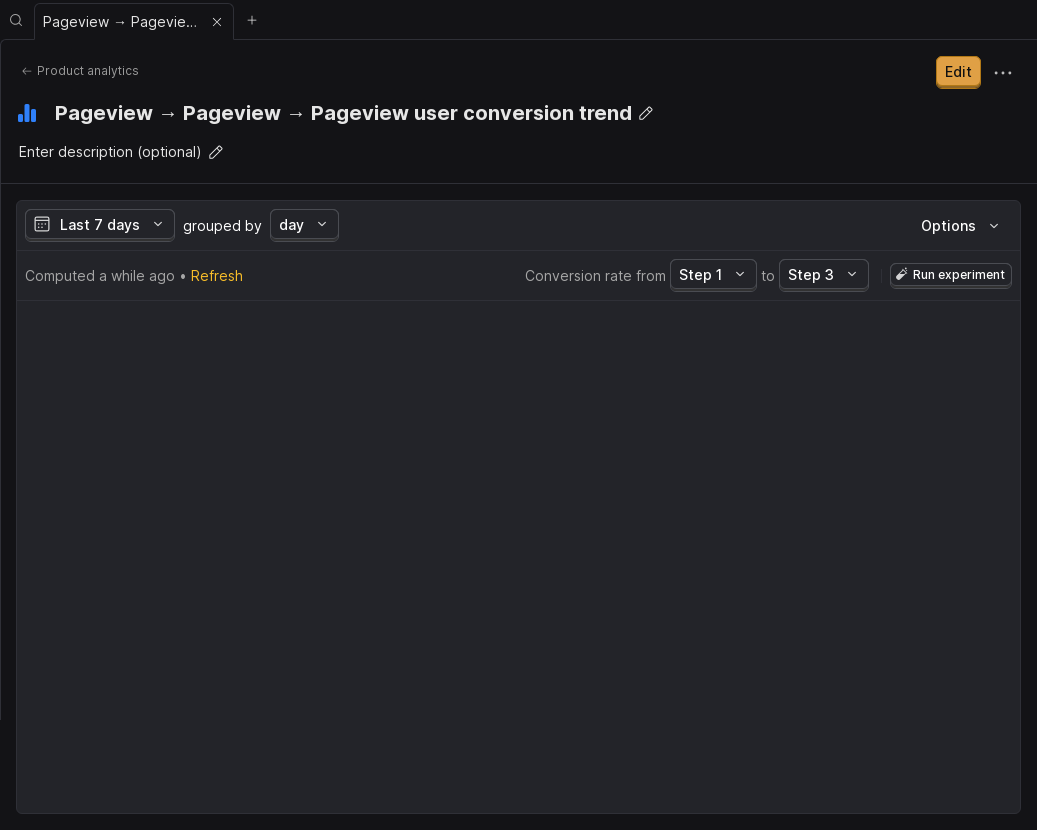 Pageview → Pagevie...
← Product analytics
Edit
Pageview → Pageview → Pageview user conversion trend
Enter description (optional)
Last 7 days grouped by day Options
Computed a while ago • Refresh Conversion rate from Step 1 to Step 3 Run experiment